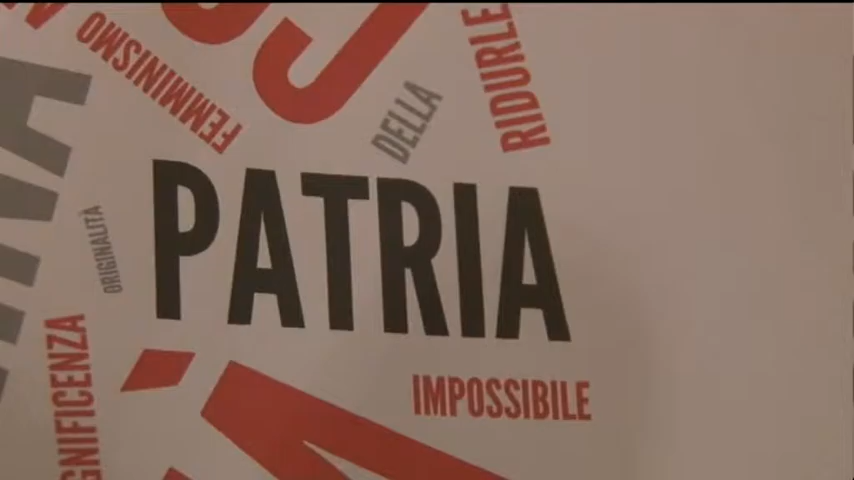 FEMMINISMO
DELLA
RIDURLE
PATRIA
ORIGINALITÀ
GNIFICENZA
IMPOSSIBILE